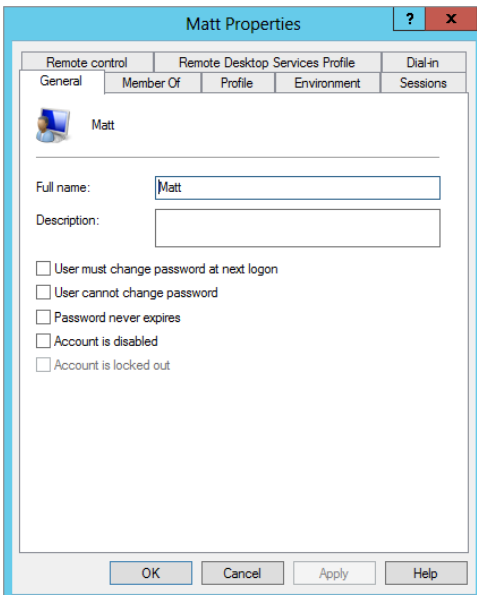 Matt Properties
? x
Remote control Remote Desktop Services Profile Dial-in
General Member Of Profile Environment Sessions
Matt
Full name: Matt
Description:
User must change password at next logon
User cannot change password
Password never expires
Account is disabled
Account is locked out
OK Cancel Apply Help